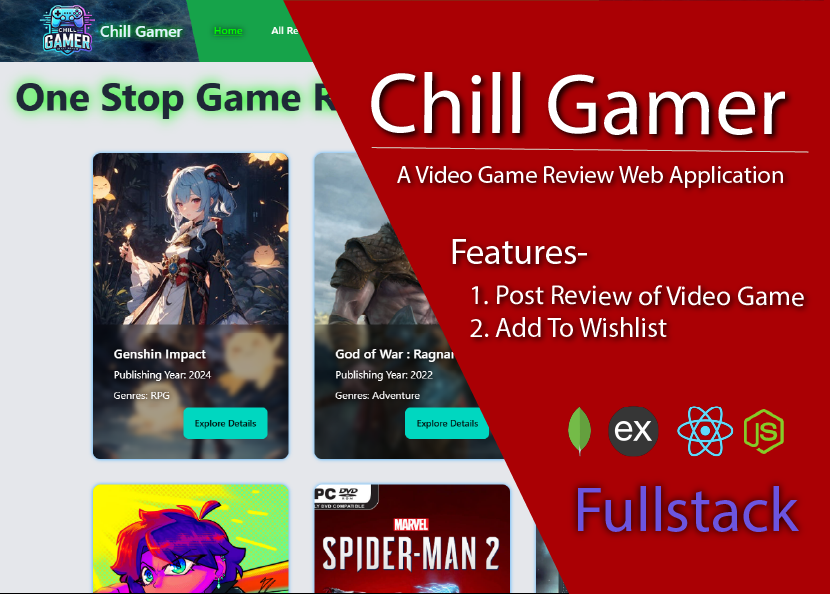 CHILL
GAMER
Chill Gamer
Home
All Re
One Stop Game R
Genshin Impact
Publishing Year: 2024
Genres: RPG
Explore Details
God of War : Ragnar
Publishing Year: 2022
Genres: Adventure
Explore Details
PC DVD
ROM
MARVEL
SPIDER-MAN 2
Chill Gamer
A Video Game Review Web Application
Features-
1. Post Review of Video Game
2. Add To Wishlist
ex
JS
Fullstack